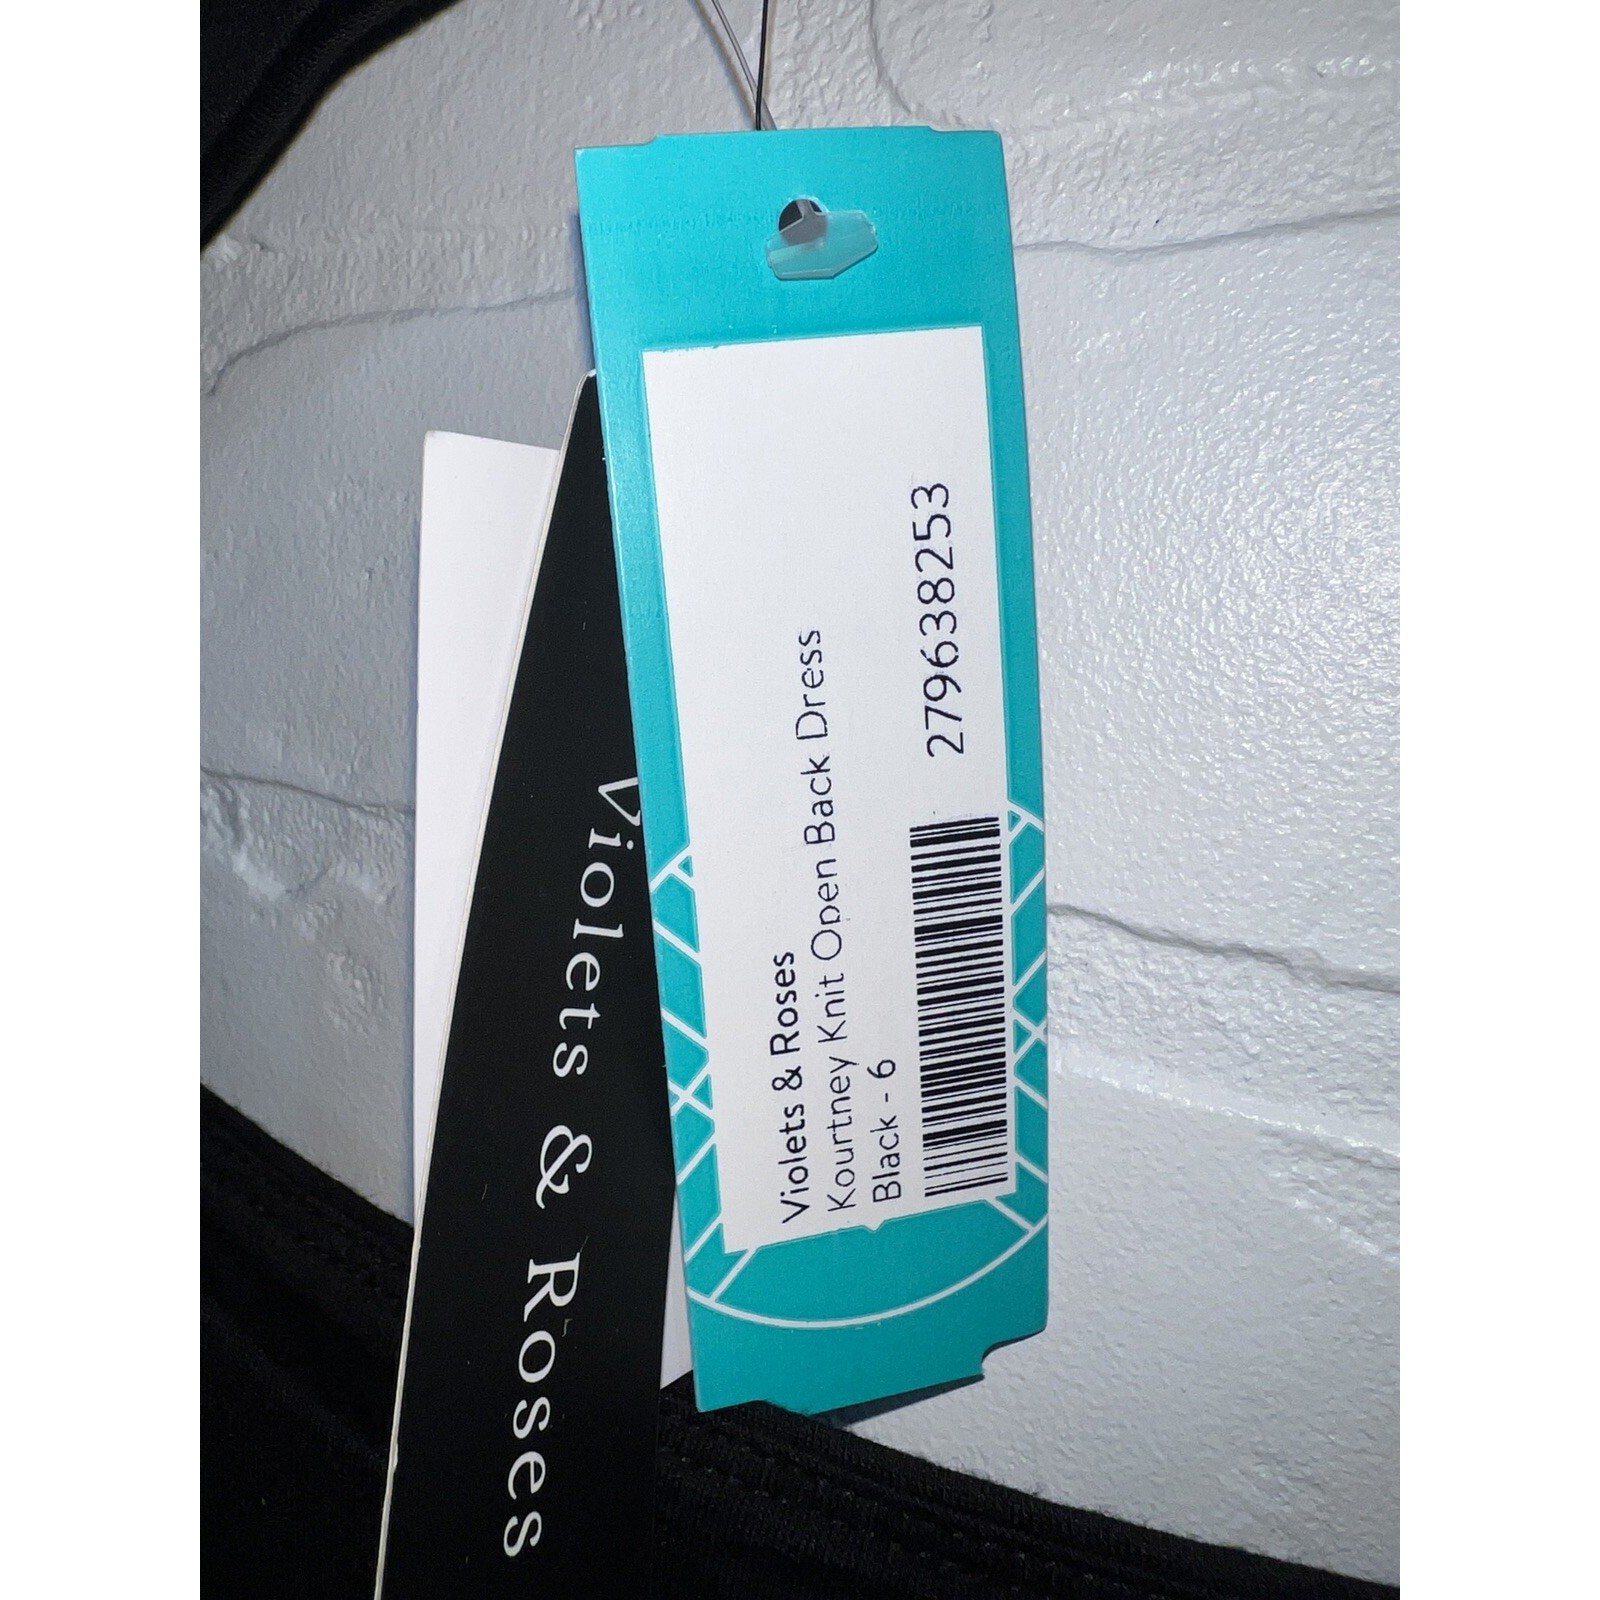 Violets & Roses
Kourtney Knit Open Back Dress
Black - 6
279638253
Violets & Roses